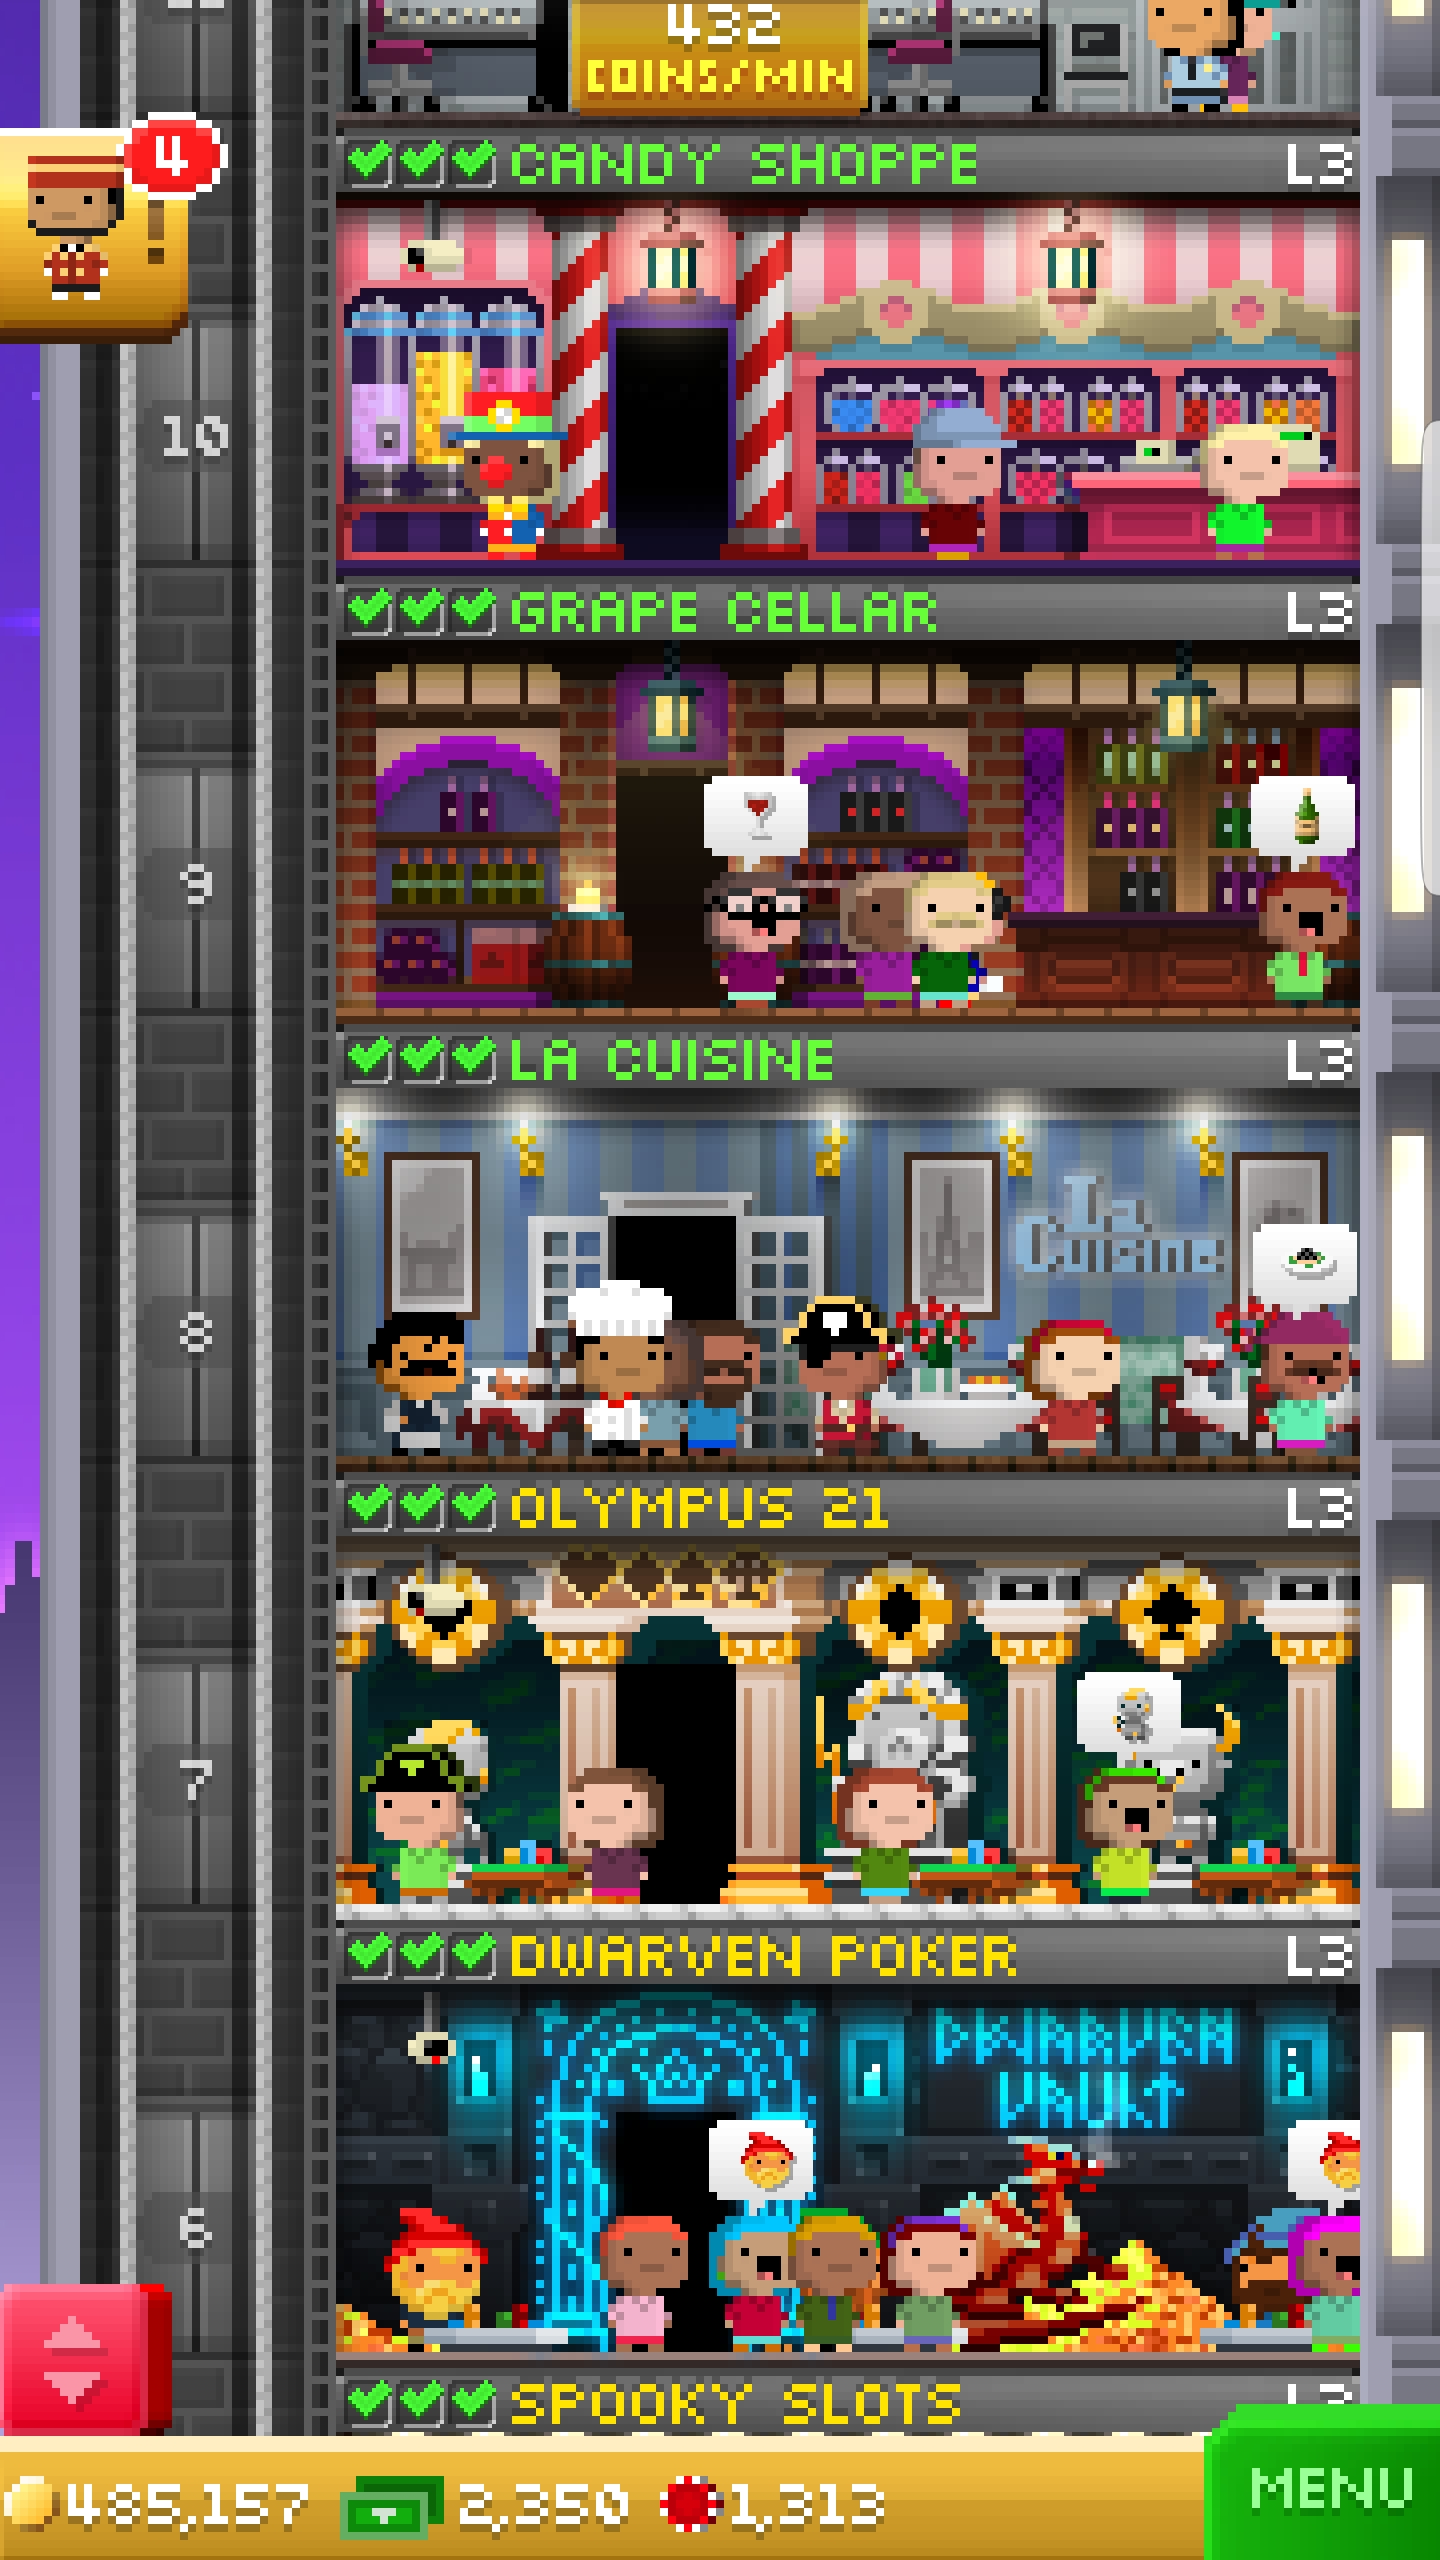 432
COINS/MIN
4
CANDY SHOPPE L3
10
GRAPE CELLAR L3
9
LA CUISINE L3
La
Cuisine
8
OLYMPUS 21 L3
7
DWARVEN POKER L3
DWARVEN
VAULT
6
SPOOKY SLOTS L3
485,157 2,350 1,313
MENU